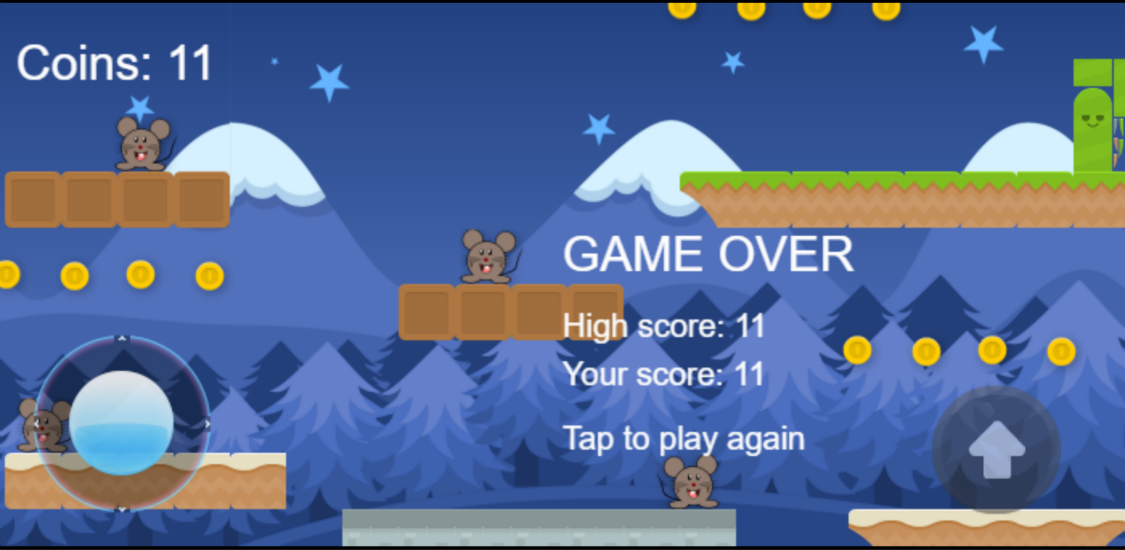 Coins: 11
GAME OVER
High score: 11
Your score: 11
Tap to play again